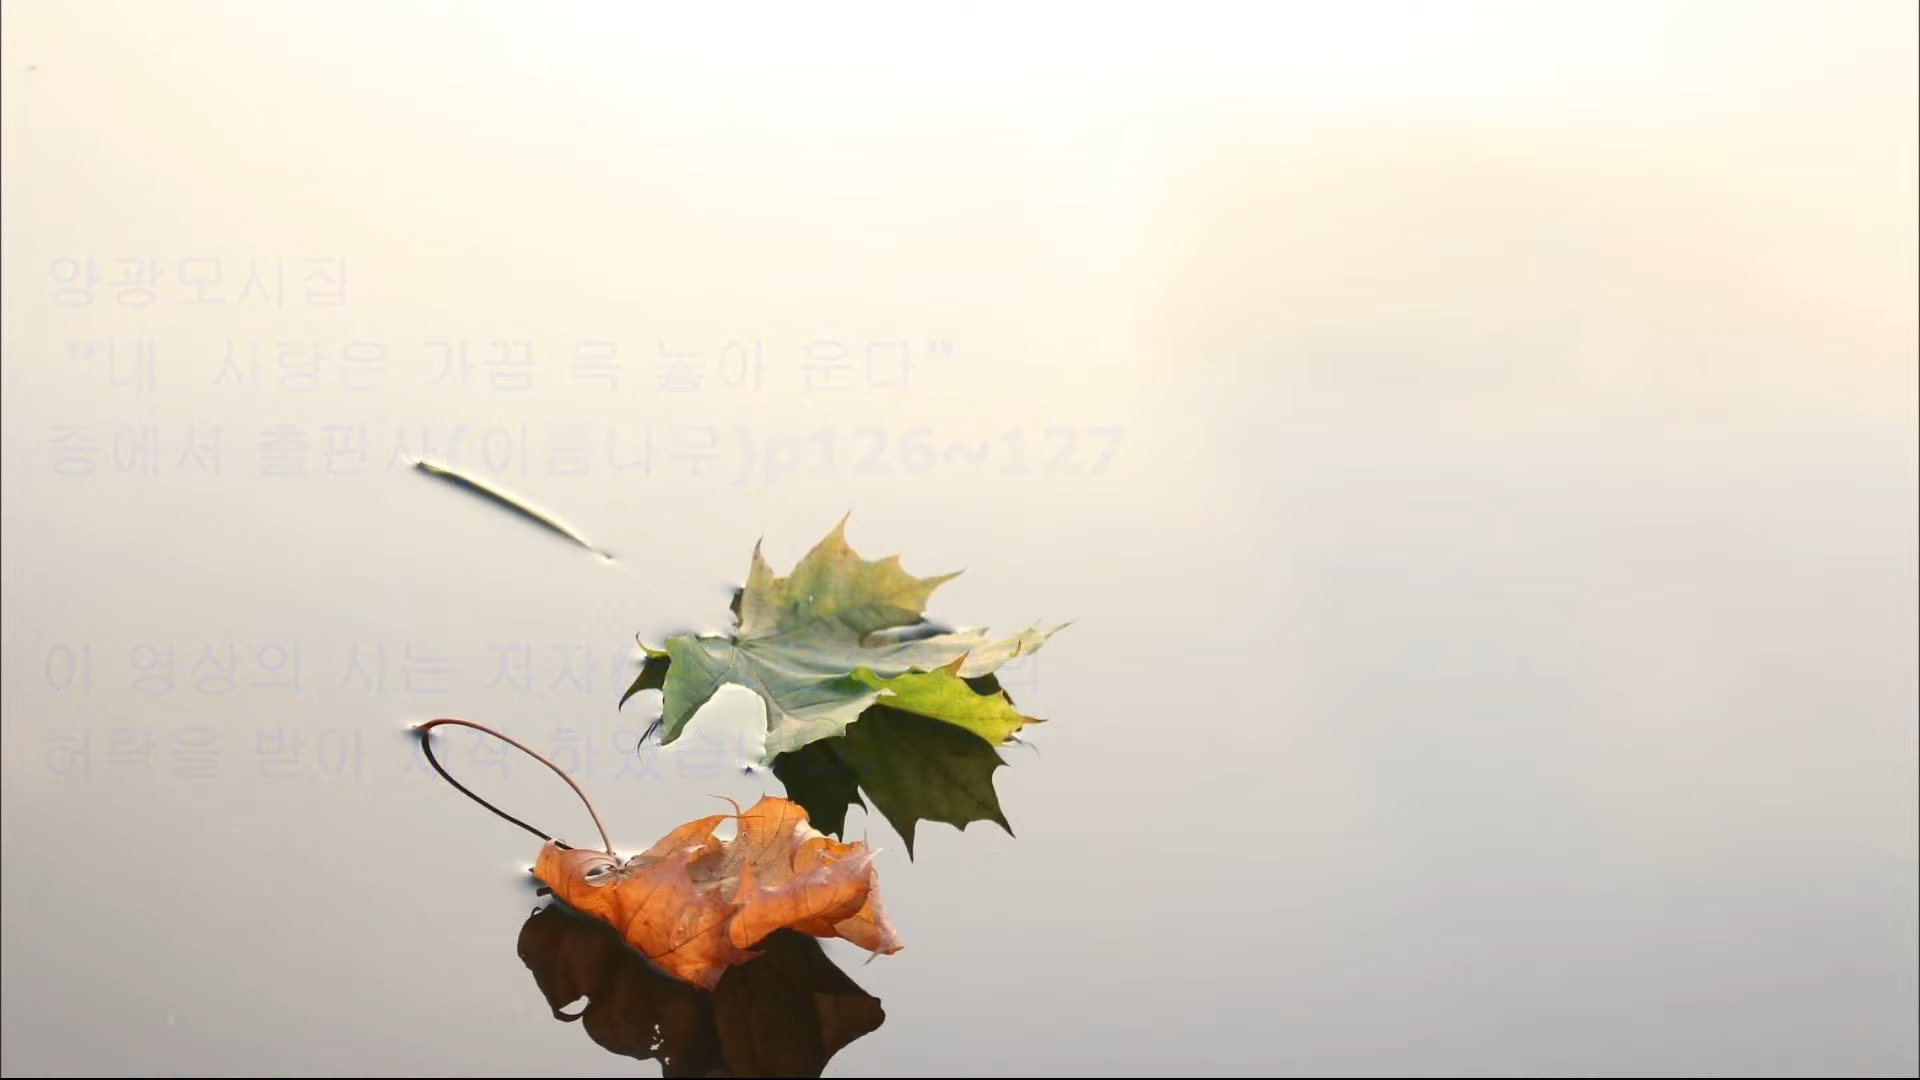 양광모시집
"내 사랑은 가끔 목 놓아 운다"
중에서 출판사(이룸나무)p126~127
이 영상의 시는 저자
허락을 받아 제작 하였습니다.